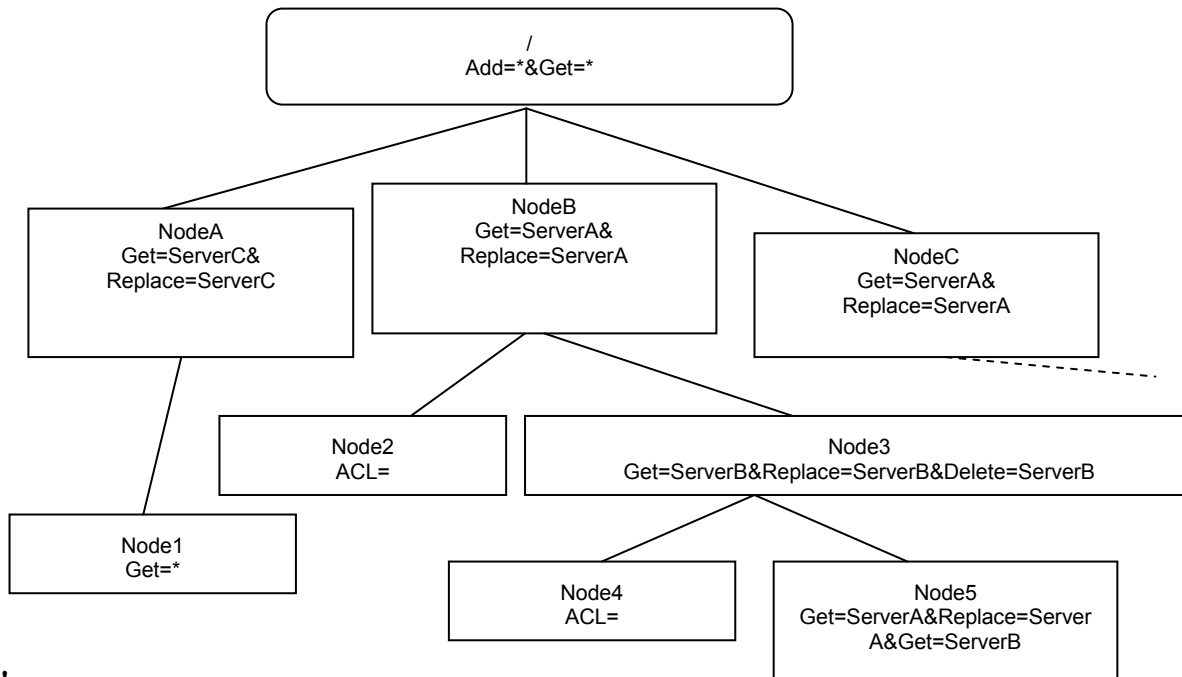 /
Add=*&Get=*
NodeA
Get=ServerC&
Replace=ServerC
NodeB
Get=ServerA&
Replace=ServerA
NodeC
Get=ServerA&
Replace=ServerA
Node2
ACL=
Node3
Get=ServerB&Replace=ServerB&Delete=ServerB
Node1
Get=*
Node4
ACL=
Node5
Get=ServerA&Replace=Server
A&Get=ServerB